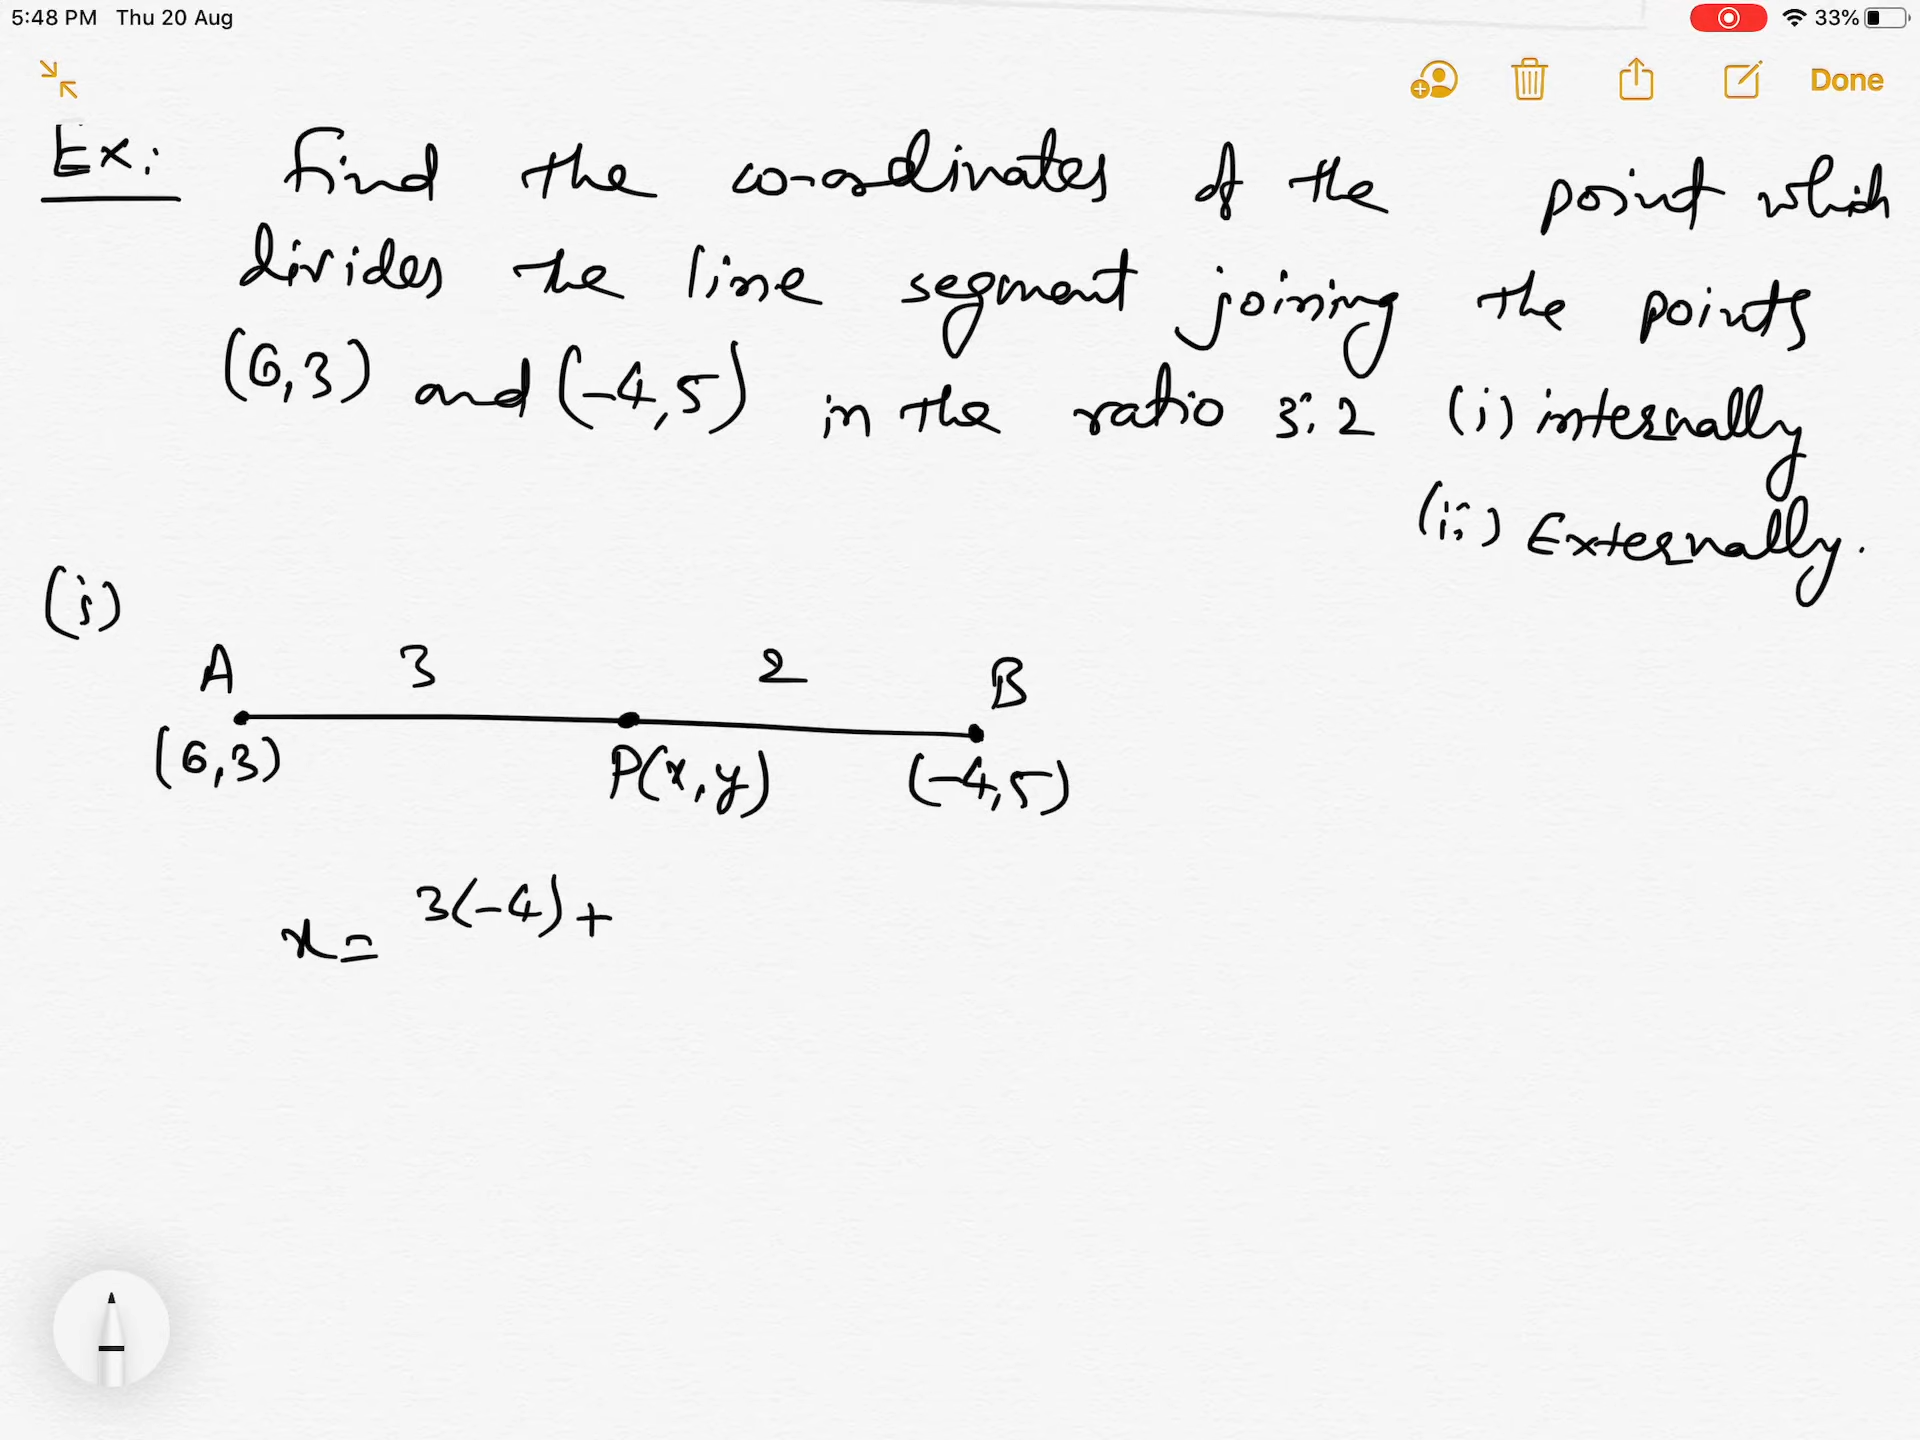 5:48 PM Thu 20 Aug 33%
Done
Ex: Find the co-ordinates of the point which
divides the line segment joining the points
(6,3) and (-4,5) in the ratio 3:2 (i) internally
(ii) Externally.
(i)
A 3 2 B
(6,3) P(x,y) (-4,5)
x = 3(-4) +